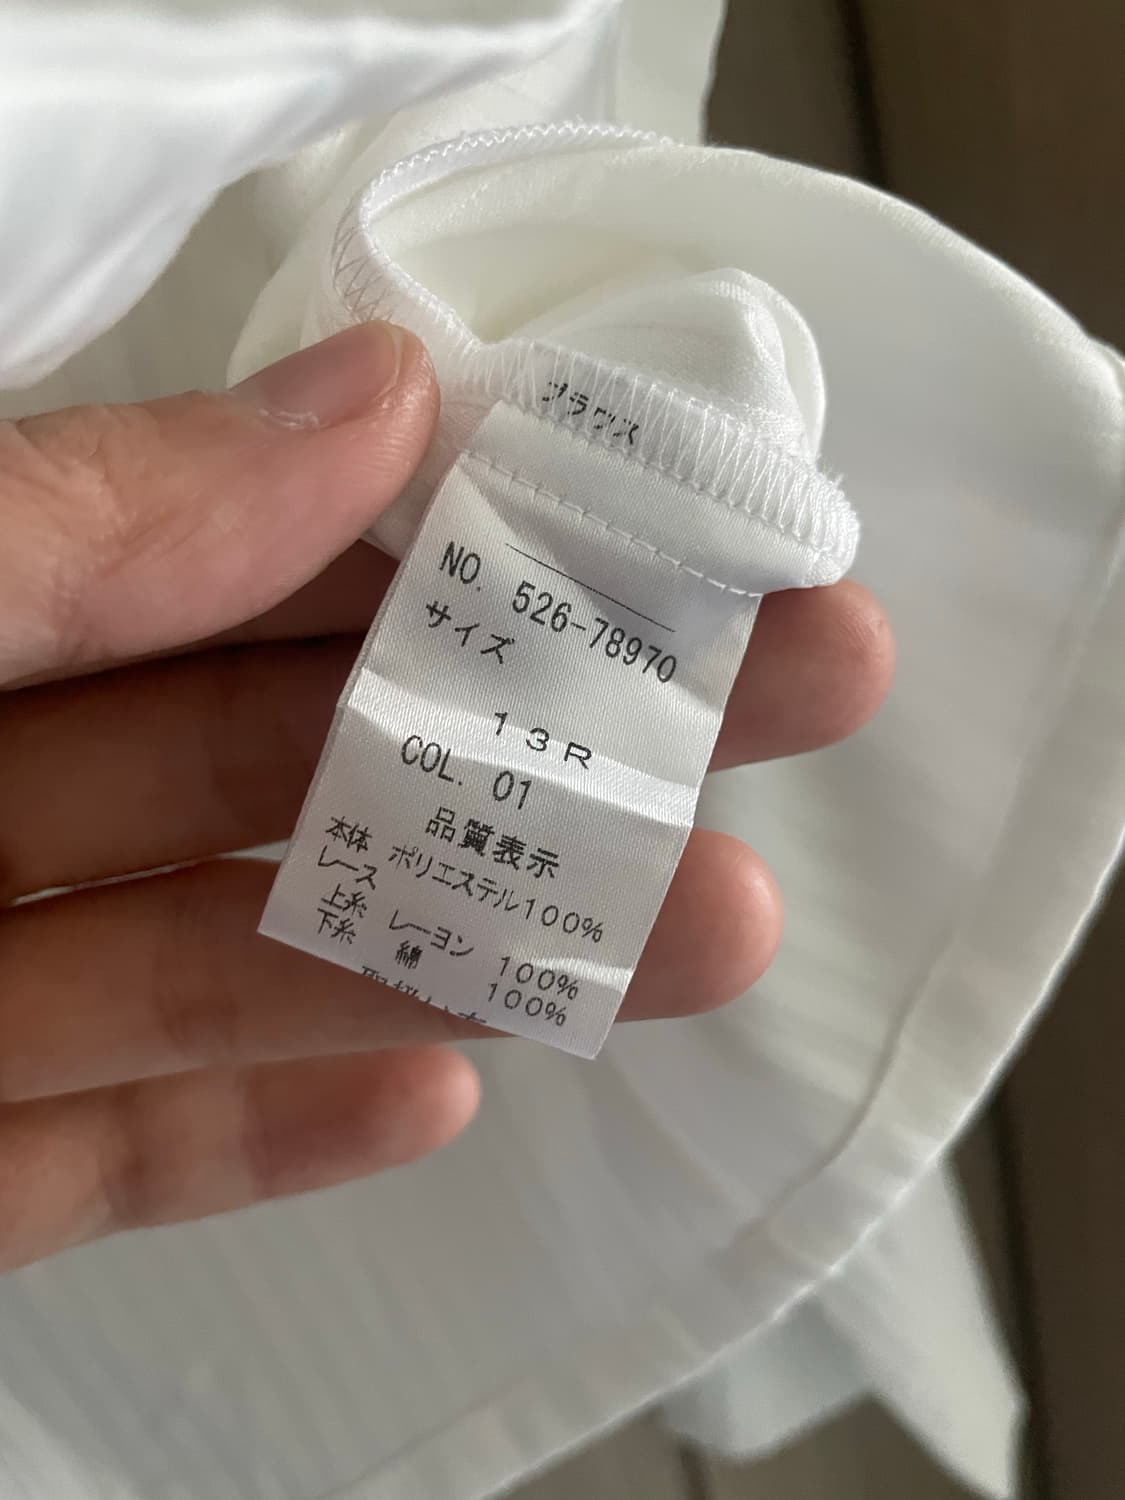 ブラウス
NO. 526-78970
サイズ
13R
COL. 01
品質表示
本体 ポリエステル100%
レース
上糸 レーヨン 100%
下糸 綿 100%